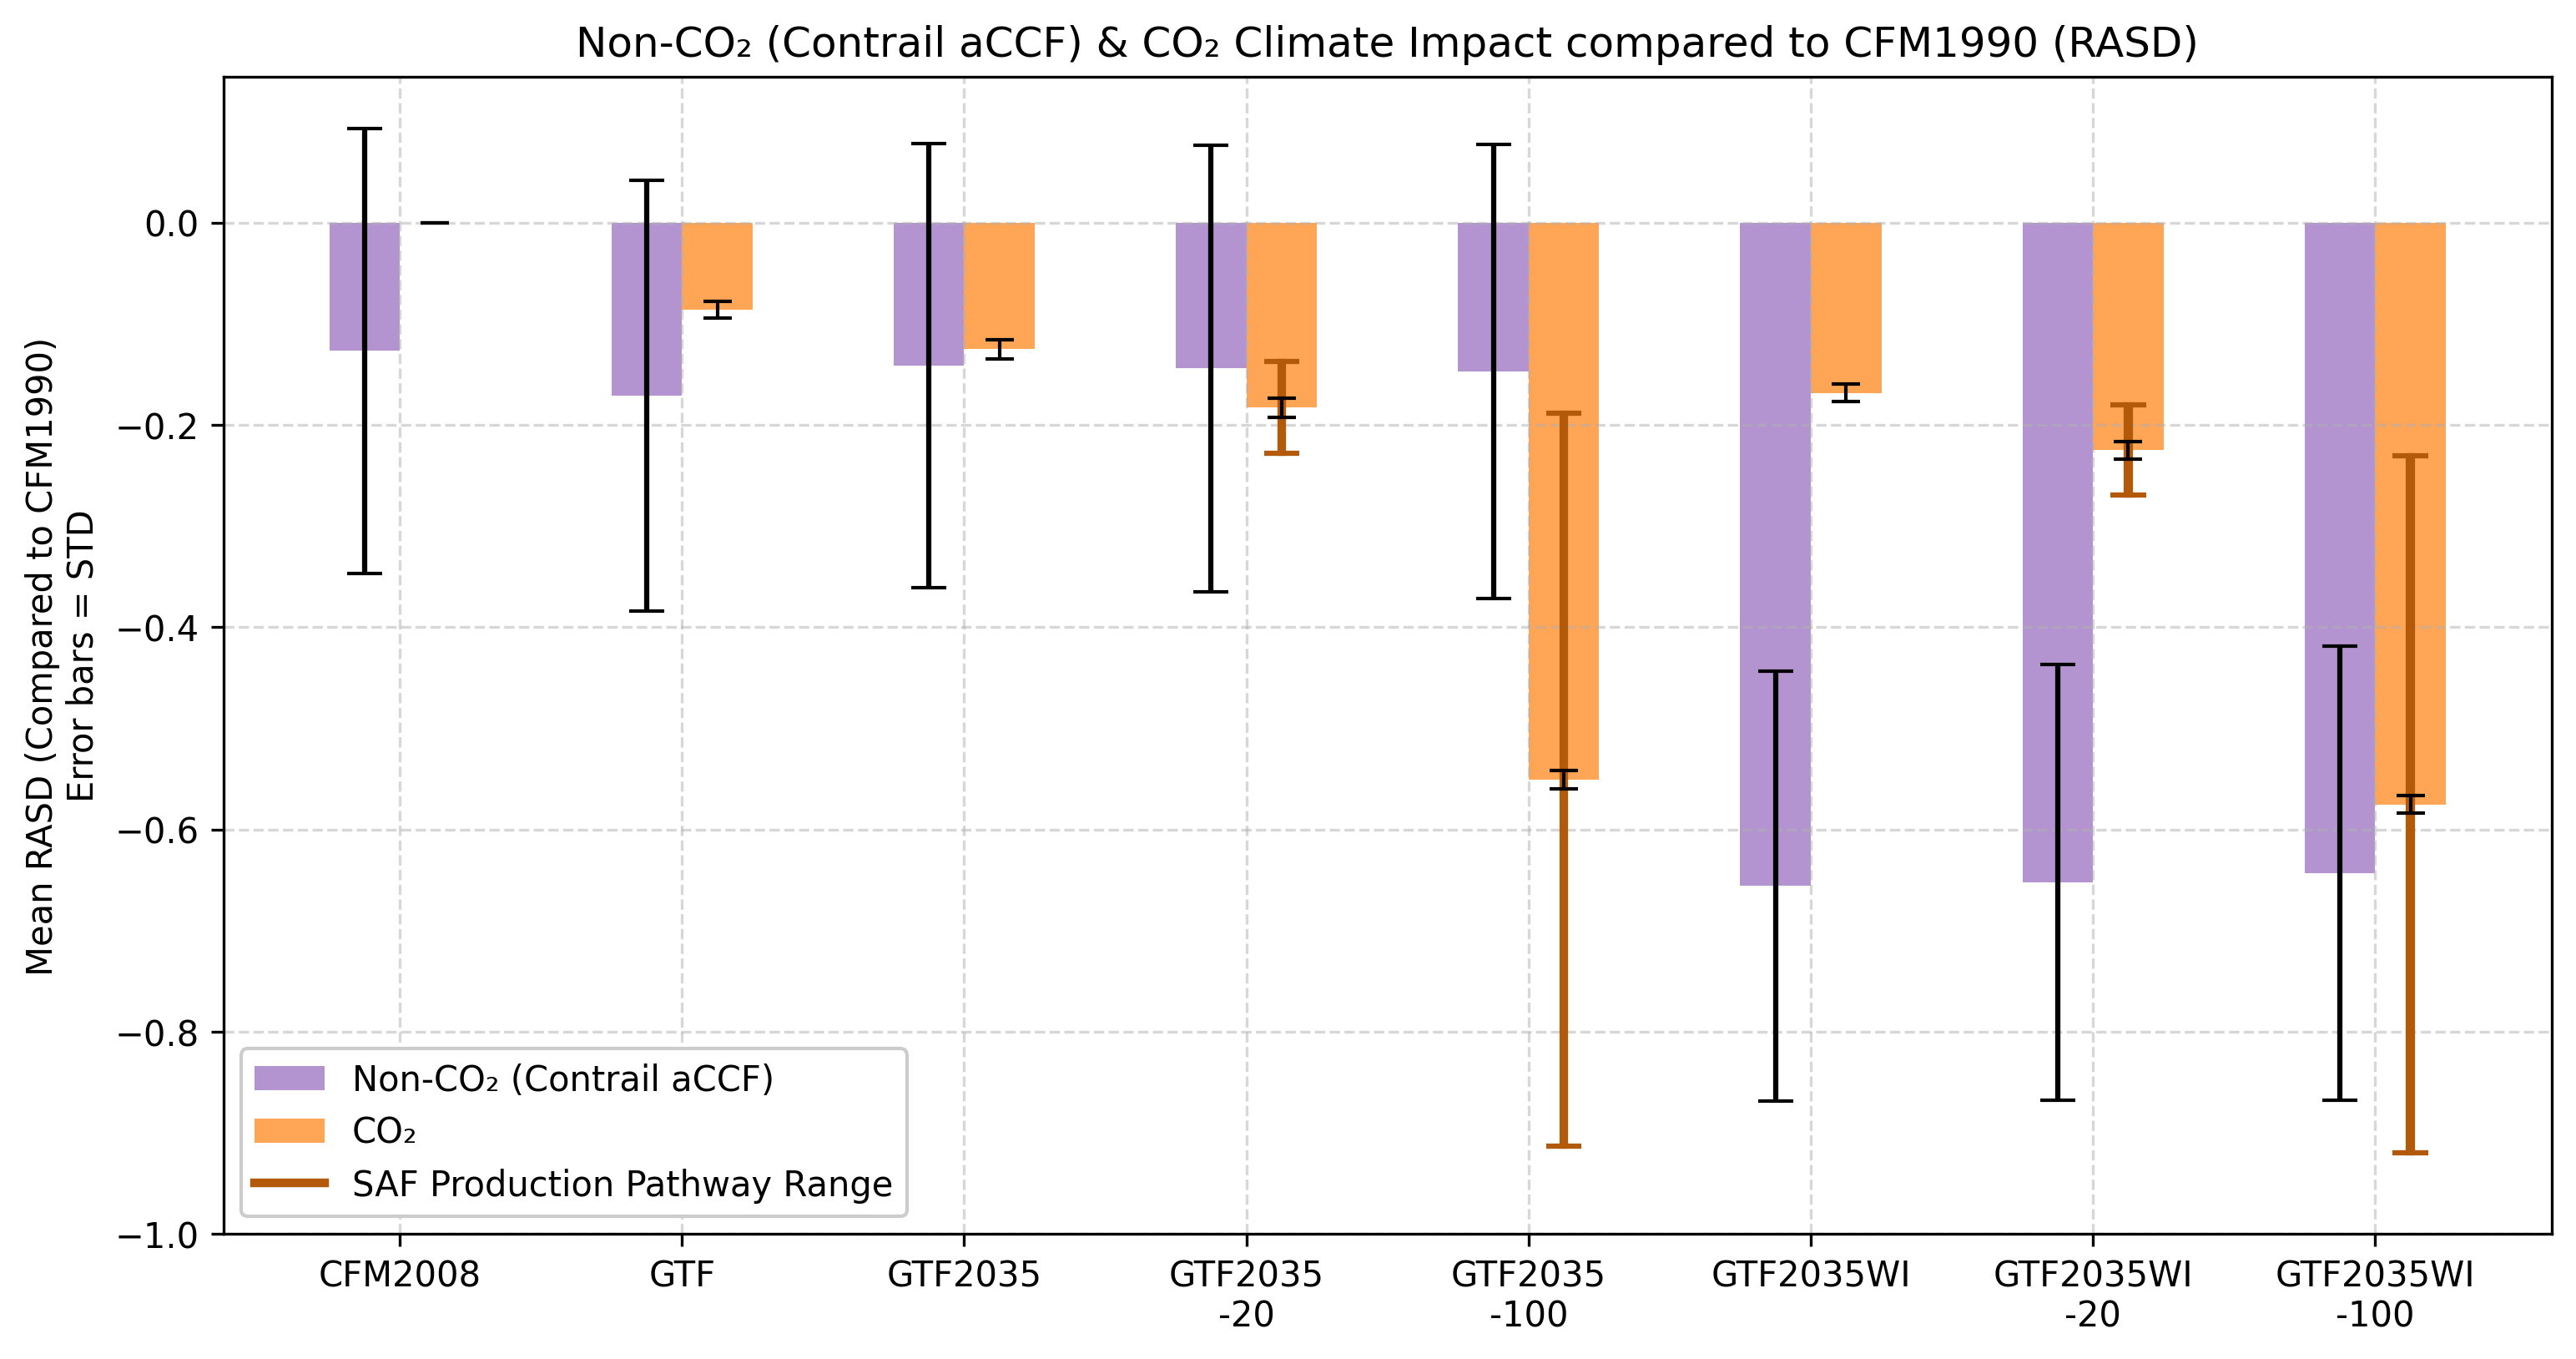 Non-CO₂ (Contrail aCCF) & CO₂ Climate Impact compared to CFM1990 (RASD)
Mean RASD (Compared to CFM1990)
Error bars = STD
0.0
−0.2
−0.4
−0.6
−0.8
−1.0
Non-CO₂ (Contrail aCCF)
CO₂
SAF Production Pathway Range
CFM2008
GTF
GTF2035
GTF2035
-20
GTF2035
-100
GTF2035WI
GTF2035WI
-20
GTF2035WI
-100